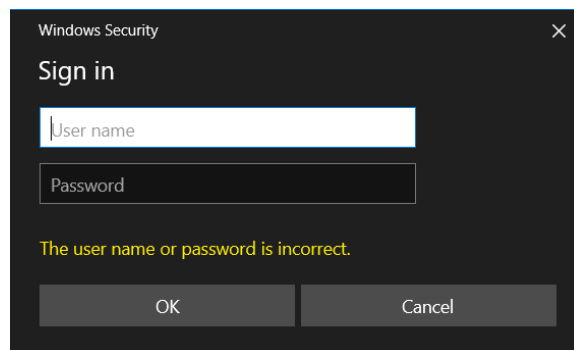 Windows Security
Sign in
User name
Password
The user name or password is incorrect.
OK
Cancel